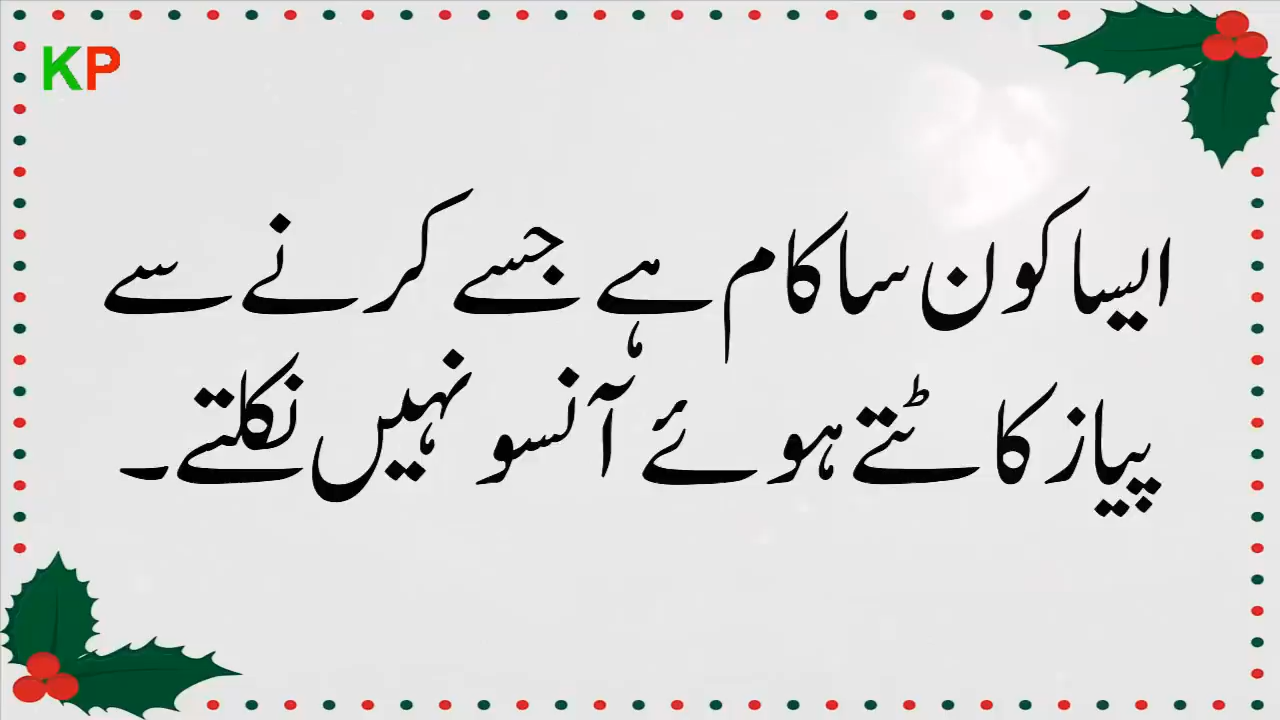 KP
ایسا کون سا کام ہے جسے کرنے سے
پیاز کاٹتے ہوئے آنسو نہیں نکلتے۔